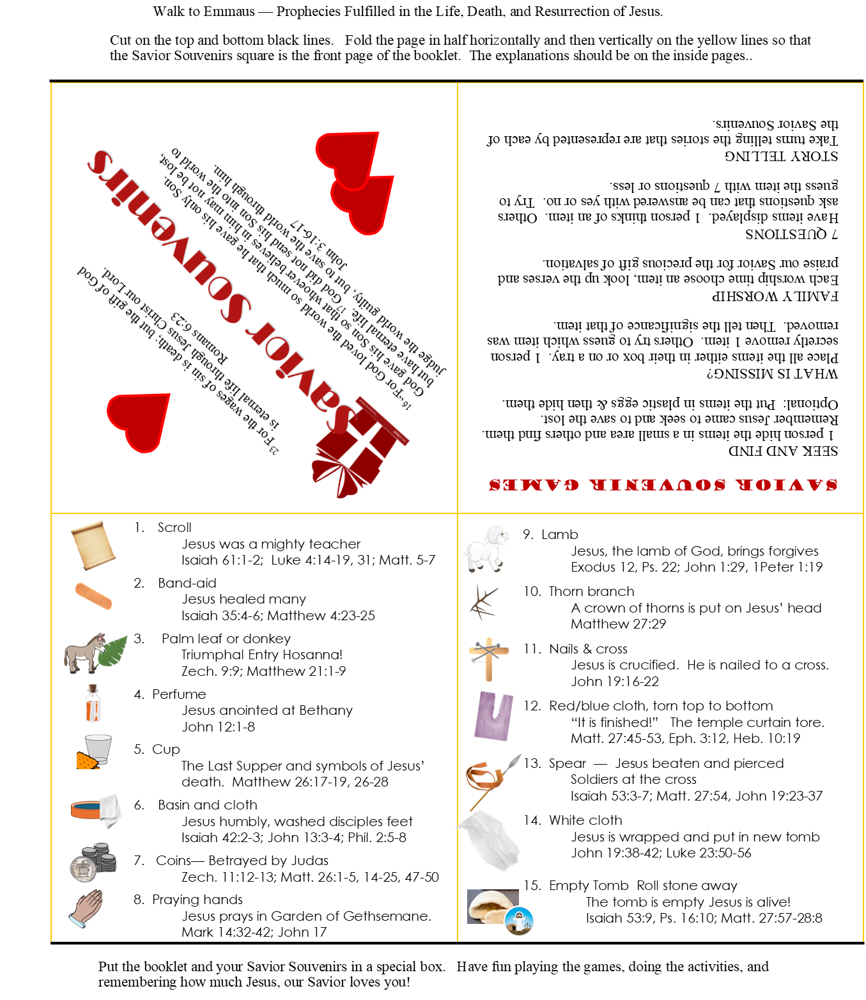 Walk to Emmaus — Prophecies Fulfilled in the Life, Death, and Resurrection of Jesus.
Cut on the top and bottom black lines.   Fold the page in half horizontally and then vertically on the yellow lines so that
the Savior Souvenirs square is the front page of the booklet.  The explanations should be on the inside pages..
Savior Souvenirs
16 “For God loved the world so much that he gave his only Son.
God gave his Son so that whoever believes in him may not be lost,
but have eternal life. 17 God did not send his Son into the world to
judge the world guilty, but to save the world through him.
John 3:16-17
23 For the wages of sin is death; but the gift of God
is eternal life through Jesus Christ our Lord.
Romans 6:23
SAVIOR SOUVENIR GAMES
SEEK AND FIND
1 person hide the items in a small area and others find them.
Remember Jesus came to seek and to save the lost.
Optional:  Put the items in plastic eggs & then hide them.
WHAT IS MISSING?
Place all the items either in their box or on a tray.  1 person
secretly remove 1 item.  Others try to guess which item was
removed.  Then tell the significance of that item.
FAMILY WORSHIP
Each worship time choose an item, look up the verses and
praise our Savior for the precious gift of salvation.
7 QUESTIONS
Have items displayed.  1 person thinks of an item.  Others
ask questions that can be answered with yes or no.  Try to
guess the item with 7 questions or less.
STORY TELLING
Take turns telling the stories that are represented by each of
the Savior Souvenirs.
1. Scroll
Jesus was a mighty teacher
Isaiah 61:1-2;  Luke 4:14-19, 31; Matt. 5-7
2. Band-aid
Jesus healed many
Isaiah 35:4-6; Matthew 4:23-25
3. Palm leaf or donkey
Triumphal Entry Hosanna!
Zech. 9:9; Matthew 21:1-9
4. Perfume
Jesus anointed at Bethany
John 12:1-8
5. Cup
The Last Supper and symbols of Jesus’
death.  Matthew 26:17-19, 26-28
6. Basin and cloth
Jesus humbly, washed disciples feet
Isaiah 42:2-3; John 13:3-4; Phil. 2:5-8
7. Coins— Betrayed by Judas
Zech. 11:12-13; Matt. 26:1-5, 14-25, 47-50
8. Praying hands
Jesus prays in Garden of Gethsemane.
Mark 14:32-42; John 17
9. Lamb
Jesus, the lamb of God, brings forgives
Exodus 12, Ps. 22; John 1:29, 1Peter 1:19
10. Thorn branch
A crown of thorns is put on Jesus’ head
Matthew 27:29
11. Nails & cross
Jesus is crucified.  He is nailed to a cross.
John 19:16-22
12. Red/blue cloth, torn top to bottom
“It is finished!”   The temple curtain tore.
Matt. 27:45-53, Eph. 3:12, Heb. 10:19
13. Spear  —  Jesus beaten and pierced
Soldiers at the cross
Isaiah 53:3-7; Matt. 27:54, John 19:23-37
14. White cloth
Jesus is wrapped and put in new tomb
John 19:38-42; Luke 23:50-56
15. Empty Tomb  Roll stone away
The tomb is empty Jesus is alive!
Isaiah 53:9, Ps. 16:10; Matt. 27:57-28:8
Put the booklet and your Savior Souvenirs in a special box.   Have fun playing the games, doing the activities, and
remembering how much Jesus, our Savior loves you!